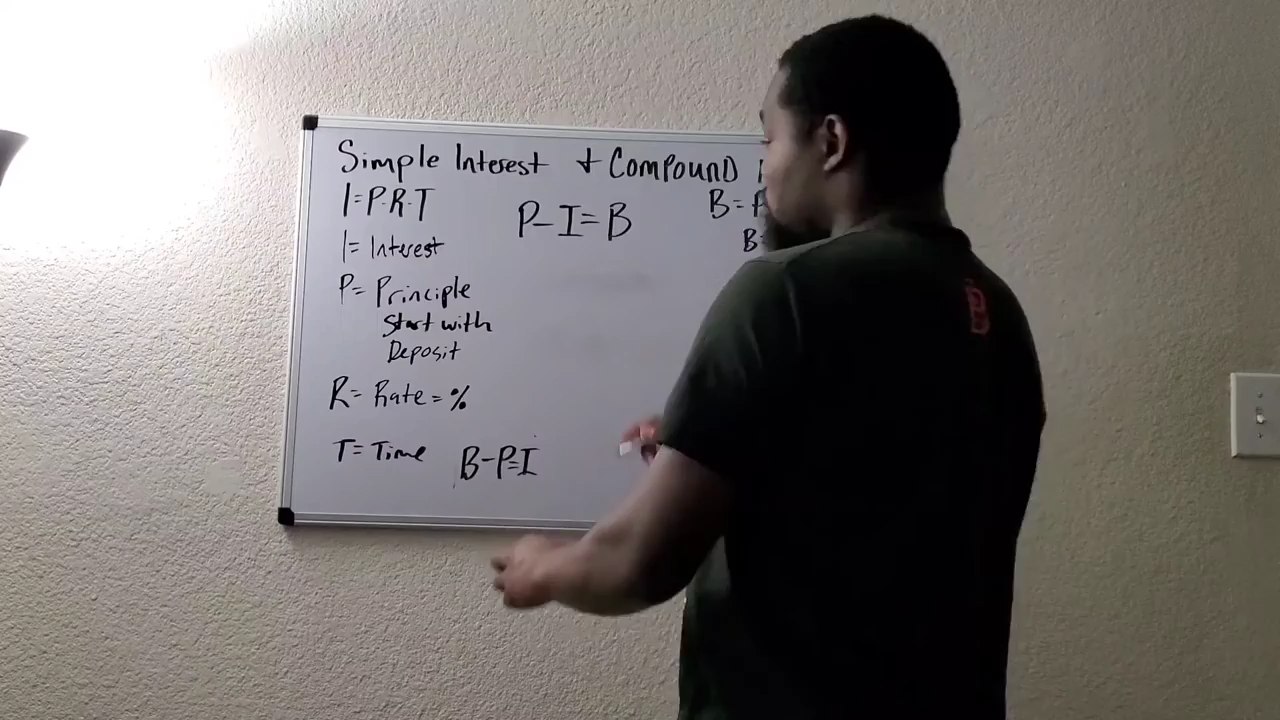 Simple Interest + Compound
I=P·R·T
P-I=B
B=P
I= Interest
B=
P= Principle
Start with
Deposit
R= Rate = %
T= Time
B-P=I
B